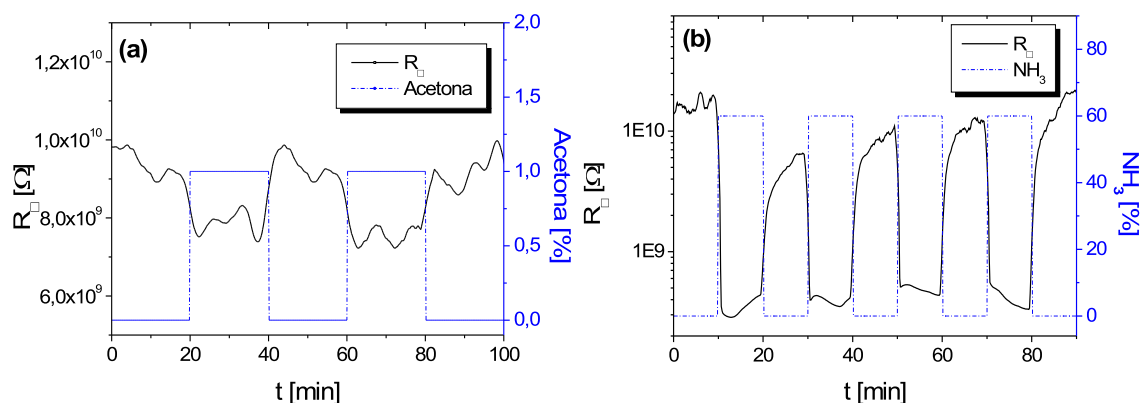 (a)
R□
Acetona
1,2x10¹⁰
1,0x10¹⁰
8,0x10⁹
6,0x10⁹
R□ [Ω]
0 20 40 60 80 100
t [min]
2,0
1,5
1,0
0,5
0,0
Acetona [%]
(b)
R□
NH₃
1E10
1E9
R□ [Ω]
0 20 40 60 80
t [min]
80
60
40
20
0
NH₃ [%]